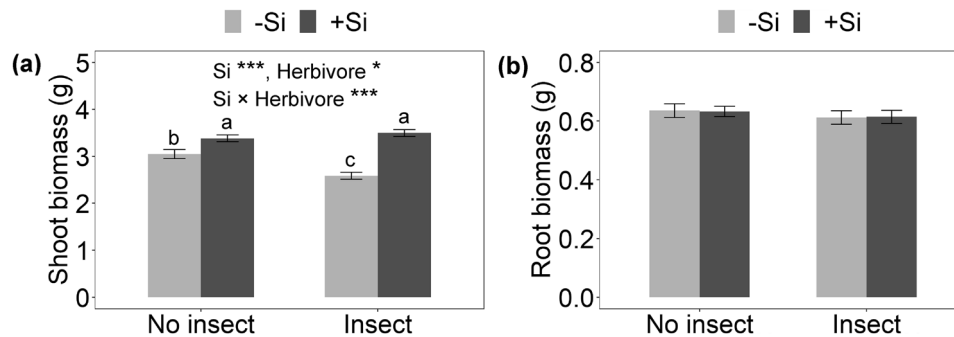 -Si +Si
(a)
Shoot biomass (g)
5
4
3
2
1
0
Si ***, Herbivore *
Si × Herbivore ***
b a c a
No insect Insect
-Si +Si
(b)
Root biomass (g)
0.8
0.6
0.4
0.2
0.0
No insect Insect